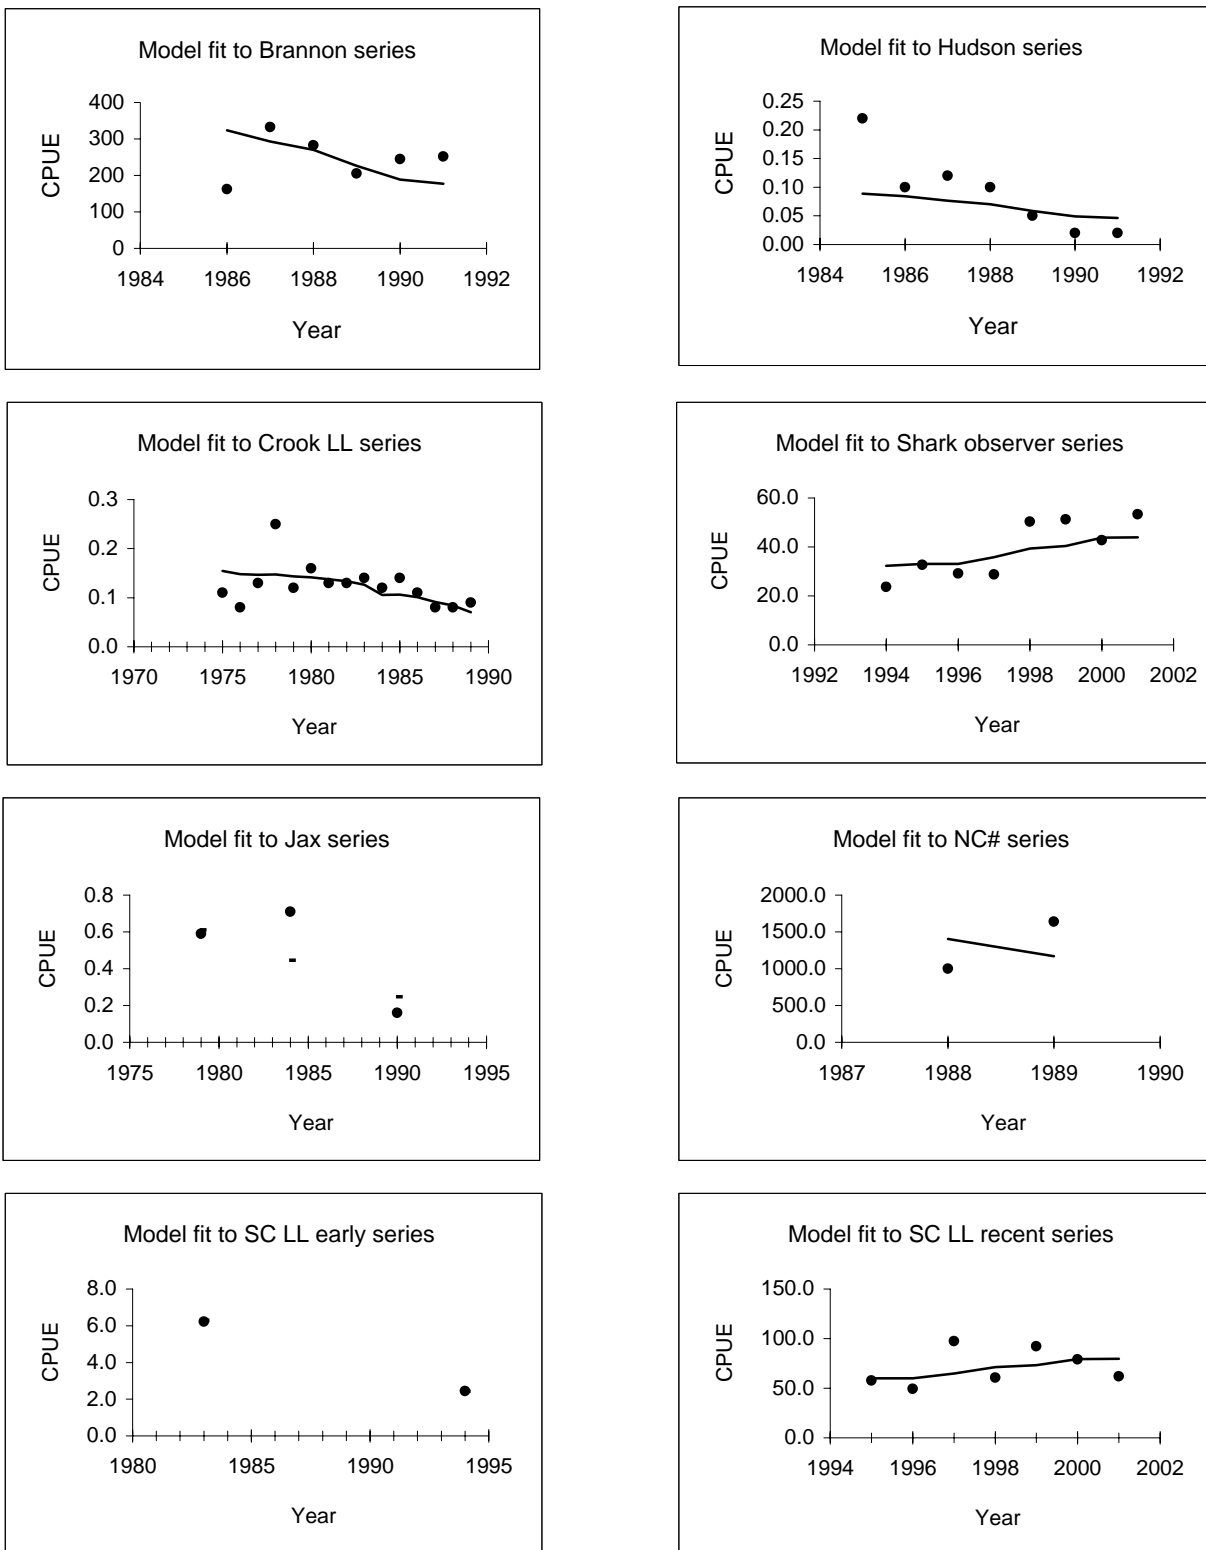 Model fit to Brannon series
400
300
200
100
0
CPUE
1984 1986 1988 1990 1992
Year
Model fit to Hudson series
0.25
0.20
0.15
0.10
0.05
0.00
CPUE
1984 1986 1988 1990 1992
Year
Model fit to Crook LL series
0.3
0.2
0.1
0.0
CPUE
1970 1975 1980 1985 1990
Year
Model fit to Shark observer series
60.0
40.0
20.0
0.0
CPUE
1992 1994 1996 1998 2000 2002
Year
Model fit to Jax series
0.8
0.6
0.4
0.2
0.0
CPUE
1975 1980 1985 1990 1995
Year
Model fit to NC# series
2000.0
1500.0
1000.0
500.0
0.0
CPUE
1987 1988 1989 1990
Year
Model fit to SC LL early series
8.0
6.0
4.0
2.0
0.0
CPUE
1980 1985 1990 1995
Year
Model fit to SC LL recent series
150.0
100.0
50.0
0.0
CPUE
1994 1996 1998 2000 2002
Year